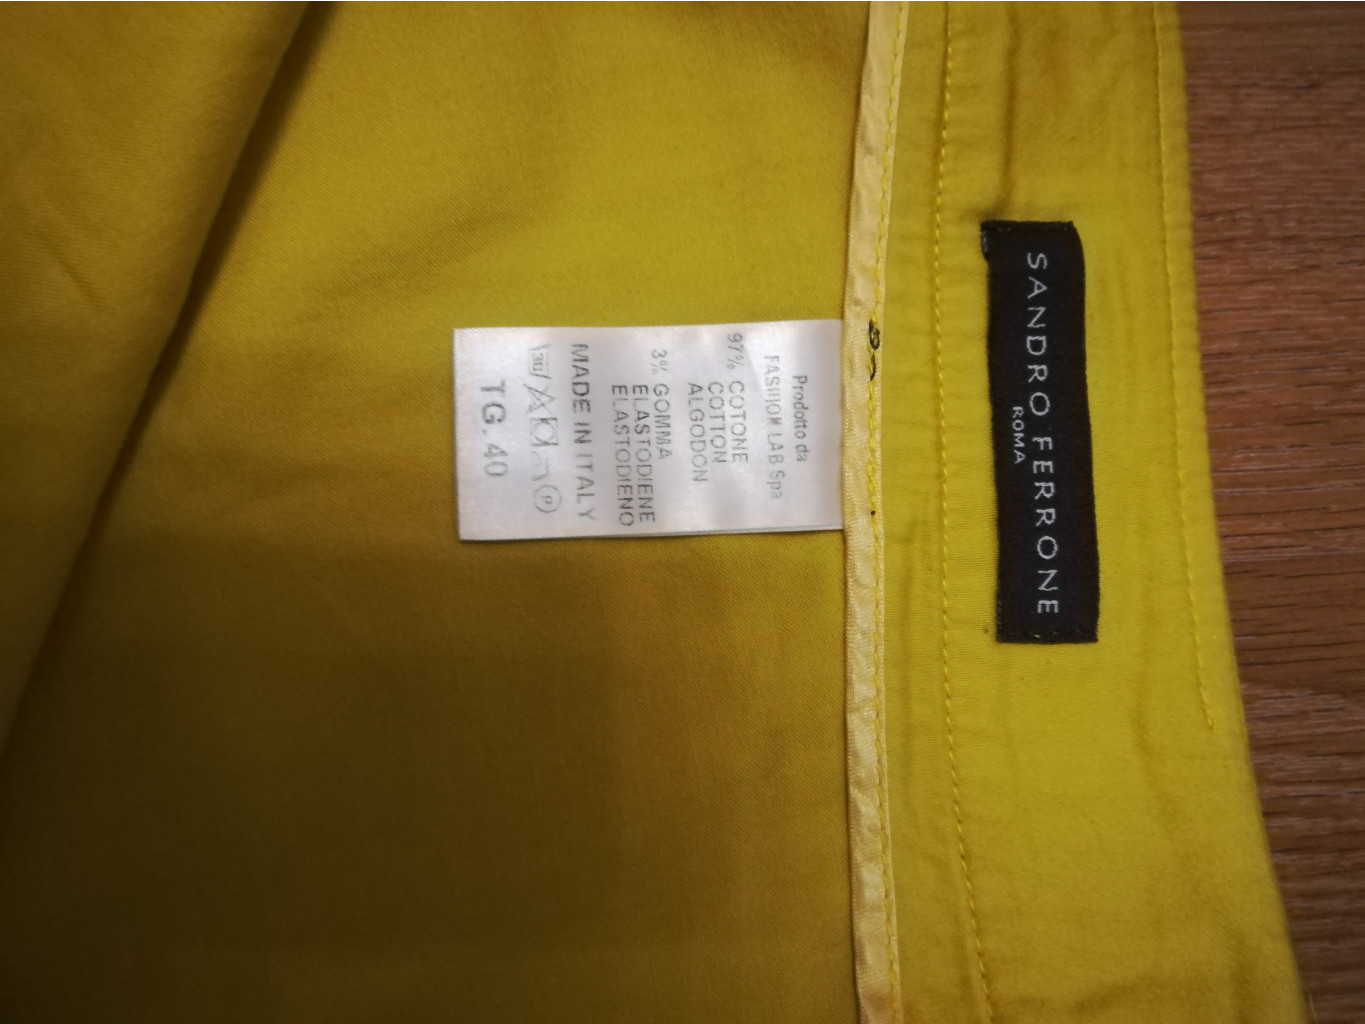 SANDRO FERRONE
ROMA
Prodotto da
FASHION LAB Spa
97% COTONE
COTTON
ALGODON
3% GOMMA
ELASTODIENE
ELASTODIENO
MADE IN ITALY
30 P
TG. 40